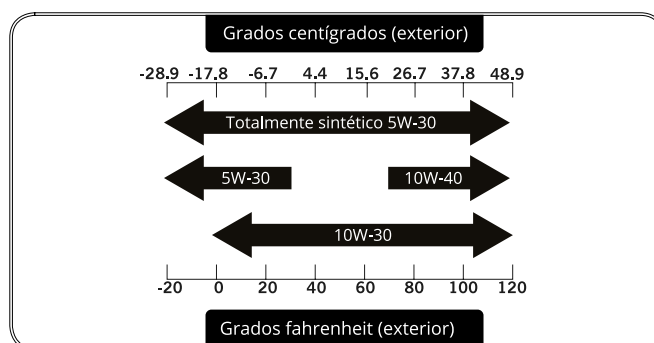 Grados centígrados (exterior)
-28.9 -17.8 -6.7 4.4 15.6 26.7 37.8 48.9
Totalmente sintético 5W-30
5W-30 10W-40
10W-30
-20 0 20 40 60 80 100 120
Grados fahrenheit (exterior)